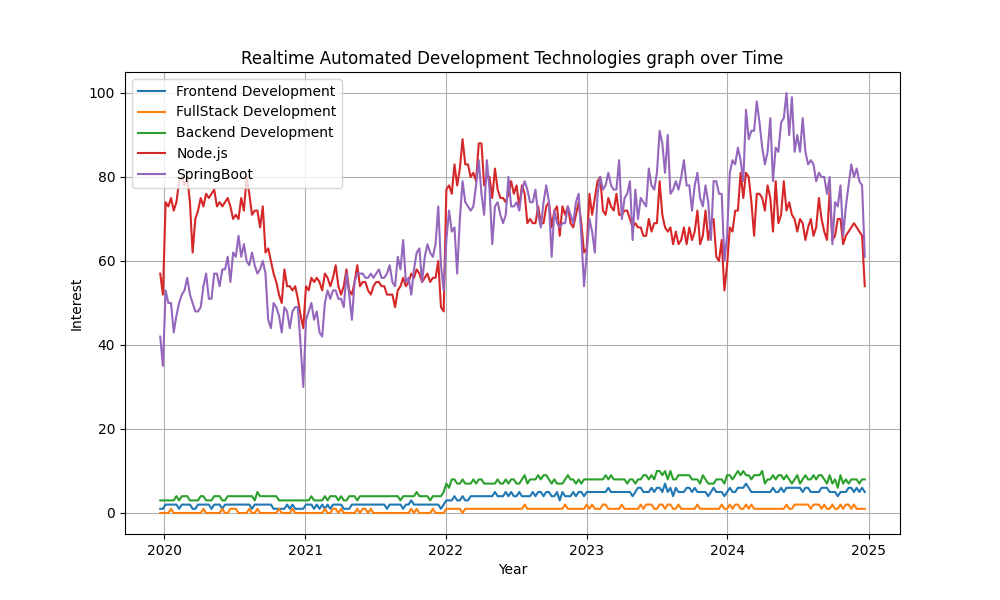 Realtime Automated Development Technologies graph over Time
Frontend Development
FullStack Development
Backend Development
Node.js
SpringBoot
100
80
60
40
20
0
Interest
2020 2021 2022 2023 2024 2025
Year